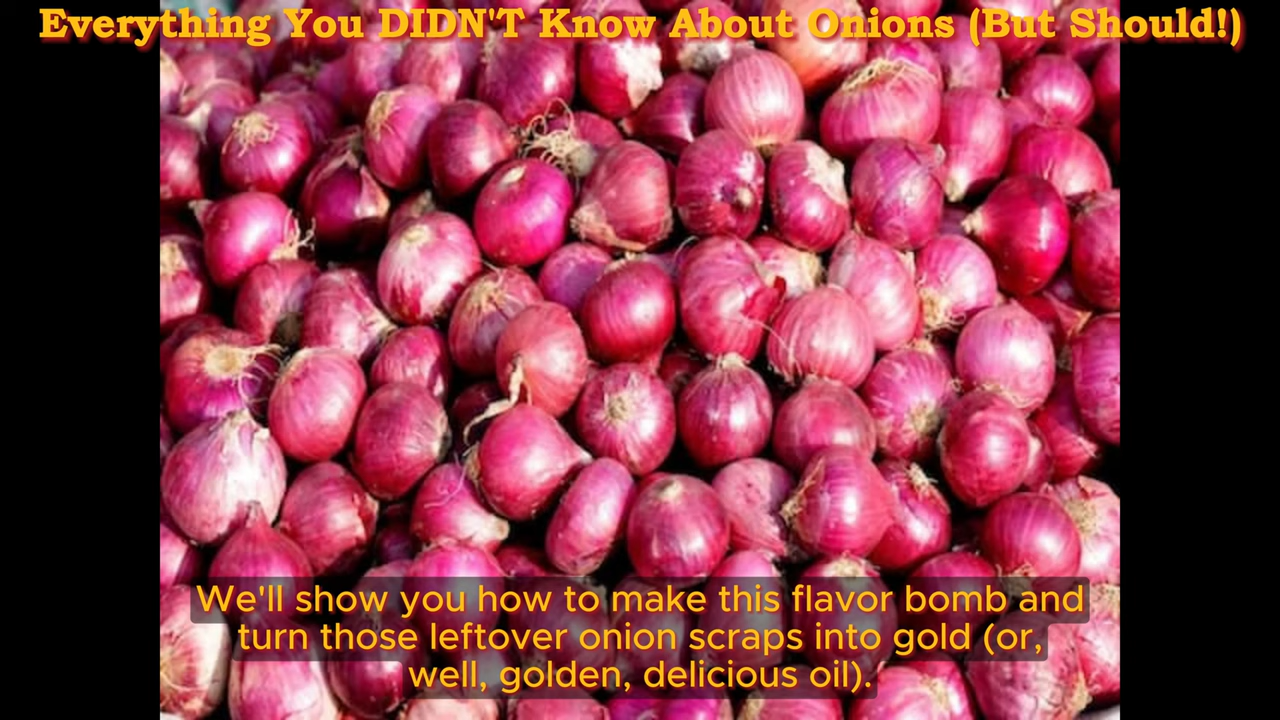 Everything You DIDN'T Know About Onions (But Should!)
We'll show you how to make this flavor bomb and
turn those leftover onion scraps into gold (or,
well, golden, delicious oil).